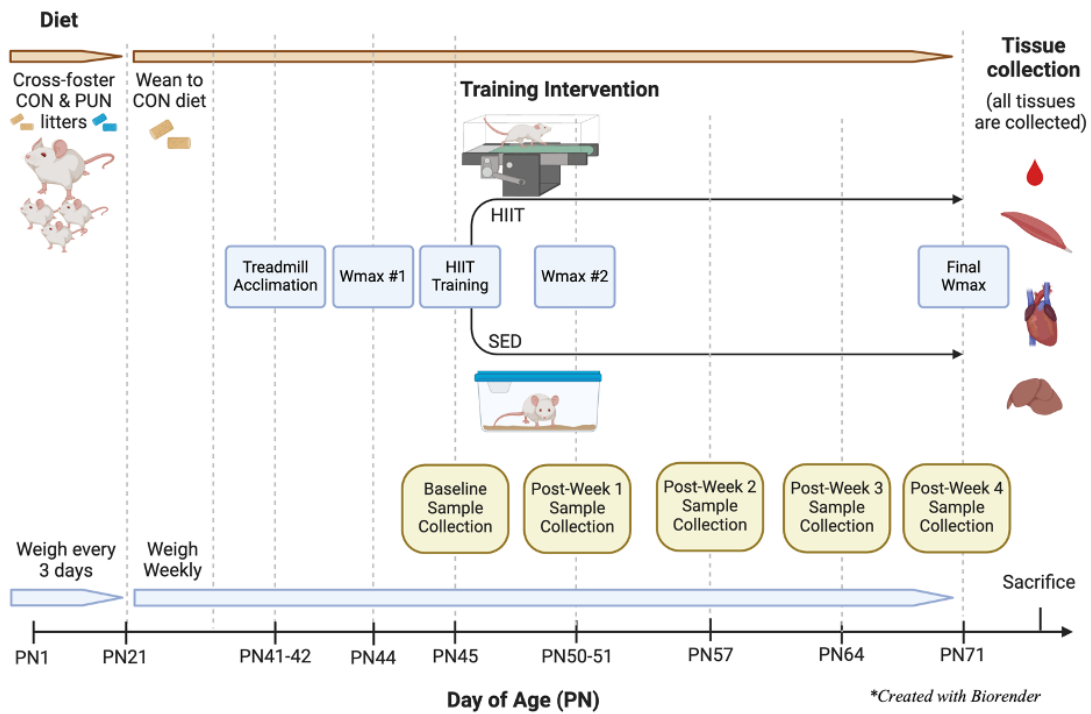 Diet
Cross-foster
CON & PUN
litters
Wean to
CON diet
Training Intervention
Tissue
collection
(all tissues
are collected)
HIIT
Treadmill
Acclimation
Wmax #1
HIIT
Training
Wmax #2
Final
Wmax
SED
Baseline
Sample
Collection
Post-Week 1
Sample
Collection
Post-Week 2
Sample
Collection
Post-Week 3
Sample
Collection
Post-Week 4
Sample
Collection
Weigh every
3 days
Weigh
Weekly
Sacrifice
PN1
PN21
PN41-42
PN44
PN45
PN50-51
PN57
PN64
PN71
Day of Age (PN)
*Created with Biorender